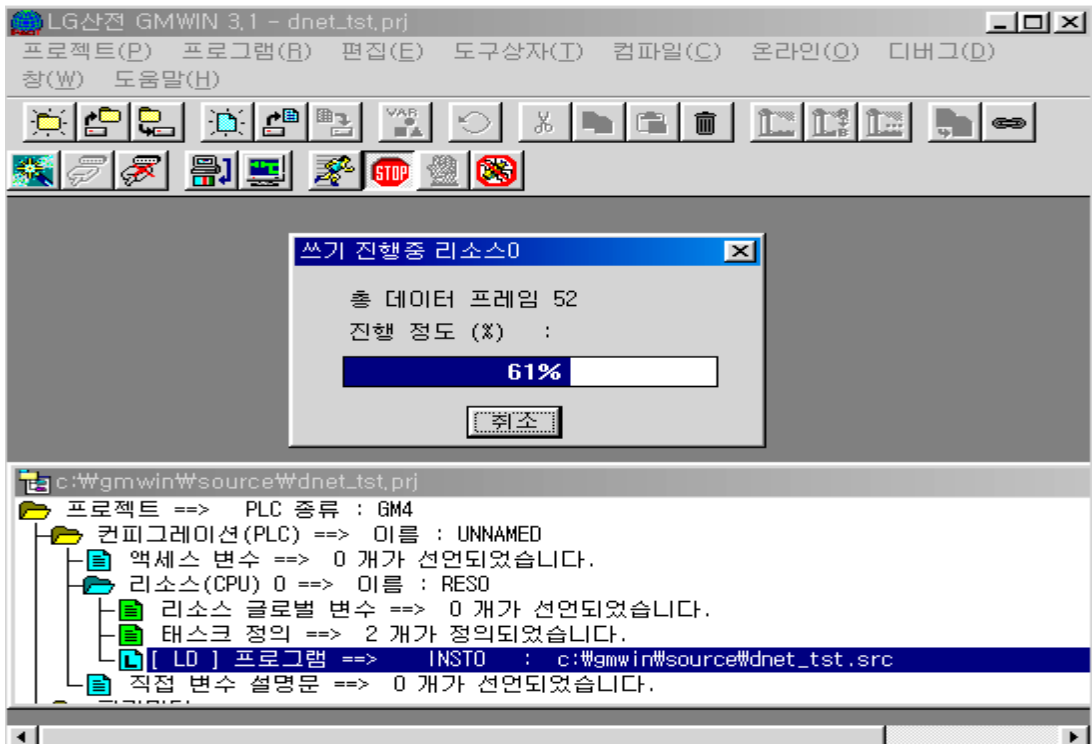 LG산전 GMWIN 3.1 - dnet_tst.prj
프로젝트(P) 프로그램(R) 편집(E) 도구상자(T) 컴파일(C) 온라인(O) 디버그(D)
창(W) 도움말(H)
VAR
STOP
쓰기 진행중 리소스0
총 데이터 프레임 52
진행 정도 (%) :
61%
취소
c:₩gmwin₩source₩dnet_tst.prj
프로젝트 ==> PLC 종류 : GM4
컨피그레이션(PLC) ==> 이름 : UNNAMED
액세스 변수 ==> 0 개가 선언되었습니다.
리소스(CPU) 0 ==> 이름 : RES0
리소스 글로벌 변수 ==> 0 개가 선언되었습니다.
태스크 정의 ==> 2 개가 정의되었습니다.
[ LD ] 프로그램 ==> INST0 : c:₩gmwin₩source₩dnet_tst.src
직접 변수 설명문 ==> 0 개가 선언되었습니다.